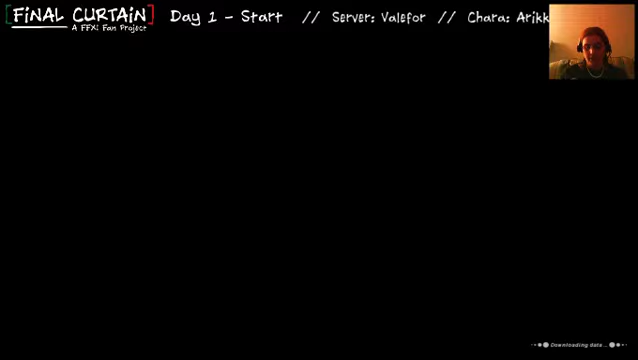 [FINAL CURTAIN] Day 1 - Start // Server: Valefor // Chara: Arikk
A FFXI Fan Project
Downloading data ..